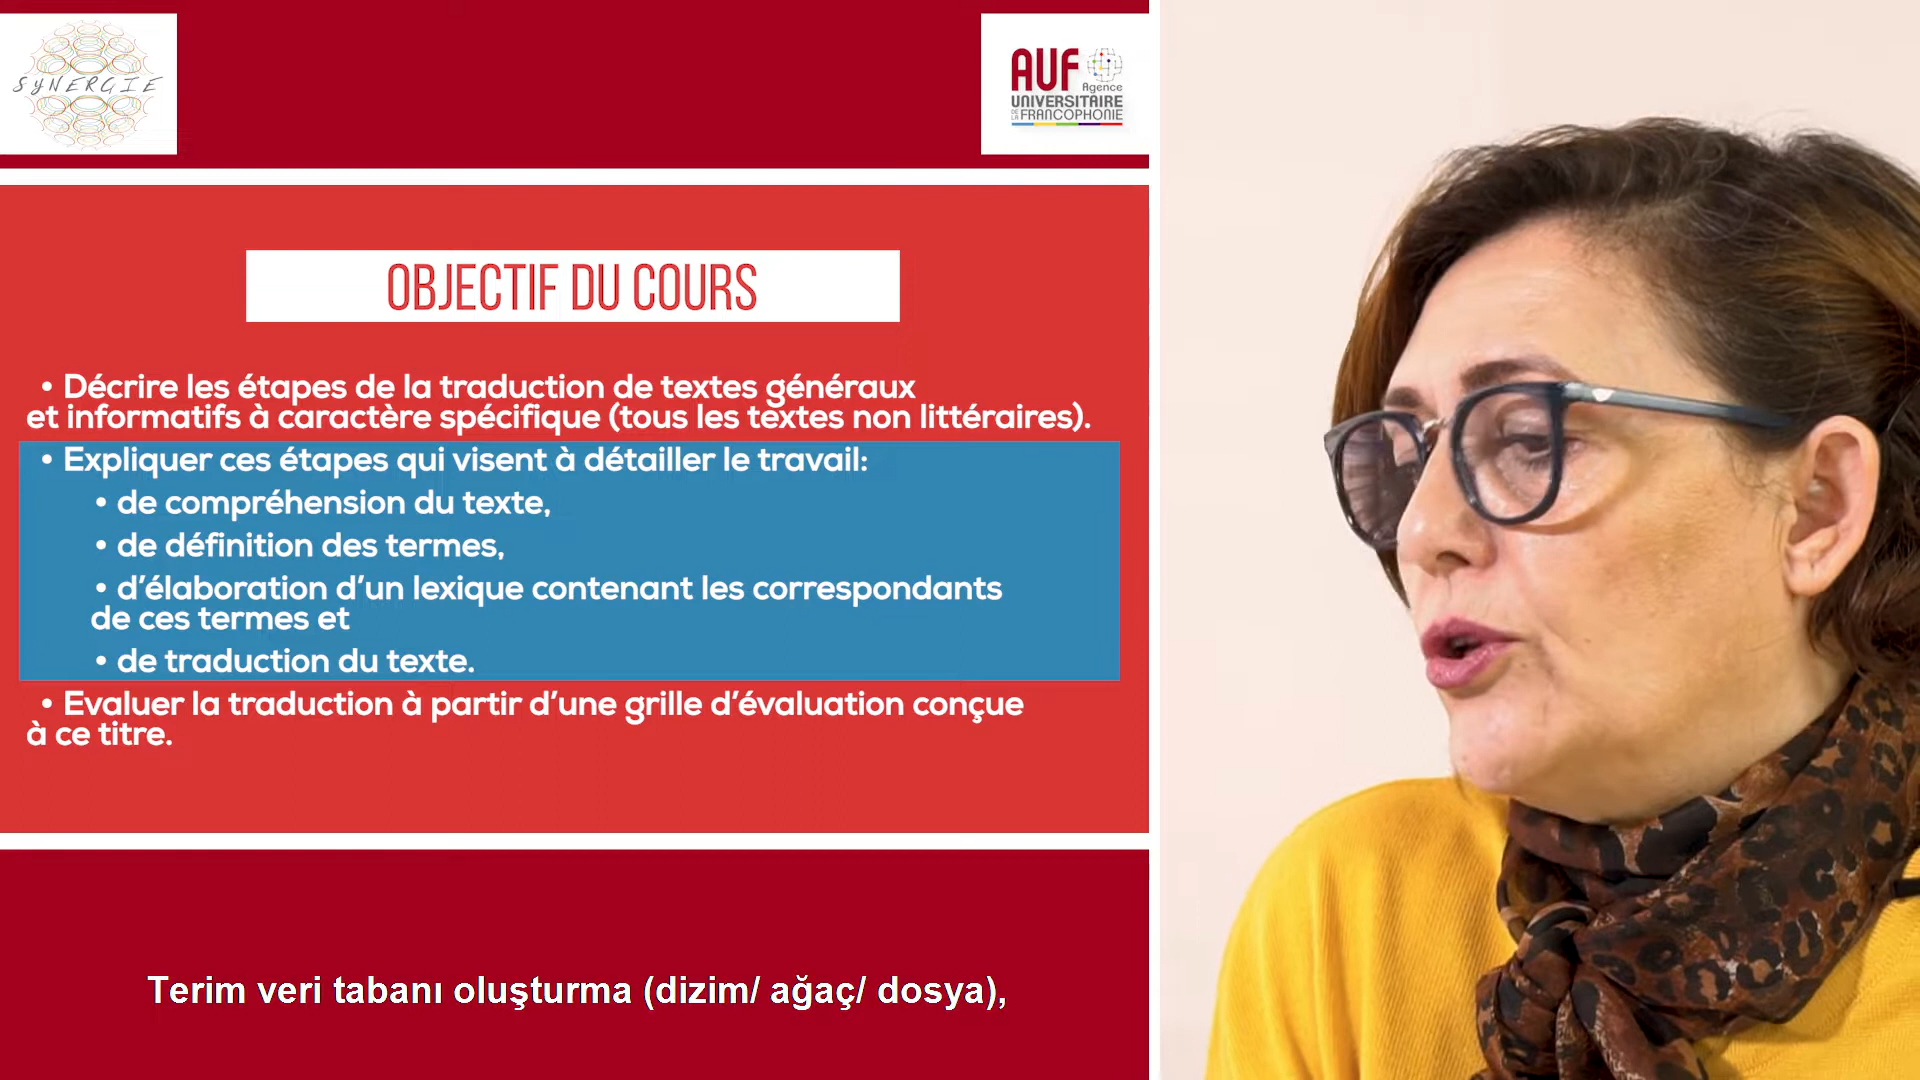 SYNERGIE
AUF
Agence
UNIVERSITAIRE
DE LA FRANCOPHONIE
OBJECTIF DU COURS
• Décrire les étapes de la traduction de textes généraux
et informatifs à caractère spécifique (tous les textes non littéraires).
• Expliquer ces étapes qui visent à détailler le travail:
• de compréhension du texte,
• de définition des termes,
• d’élaboration d’un lexique contenant les correspondants
de ces termes et
• de traduction du texte.
• Evaluer la traduction à partir d’une grille d’évaluation conçue
à ce titre.
Terim veri tabanı oluşturma (dizim/ ağaç/ dosya),